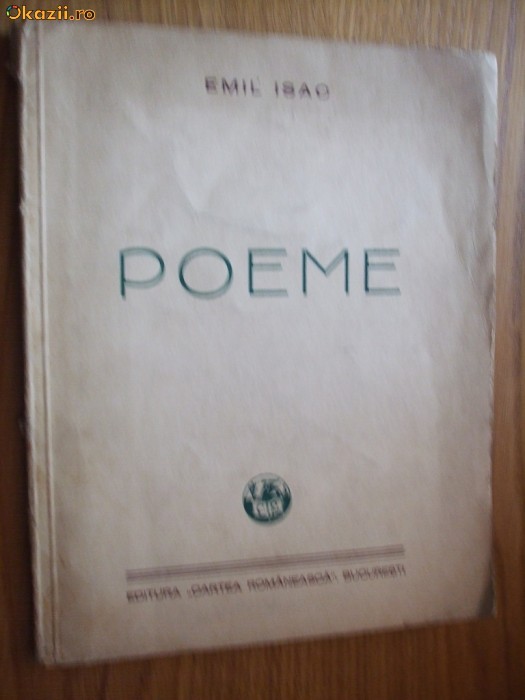 Okazii.ro
EMIL ISAC
POEME
EDITURA „CARTEA ROMÂNEASCĂ”, BUCUREȘTI